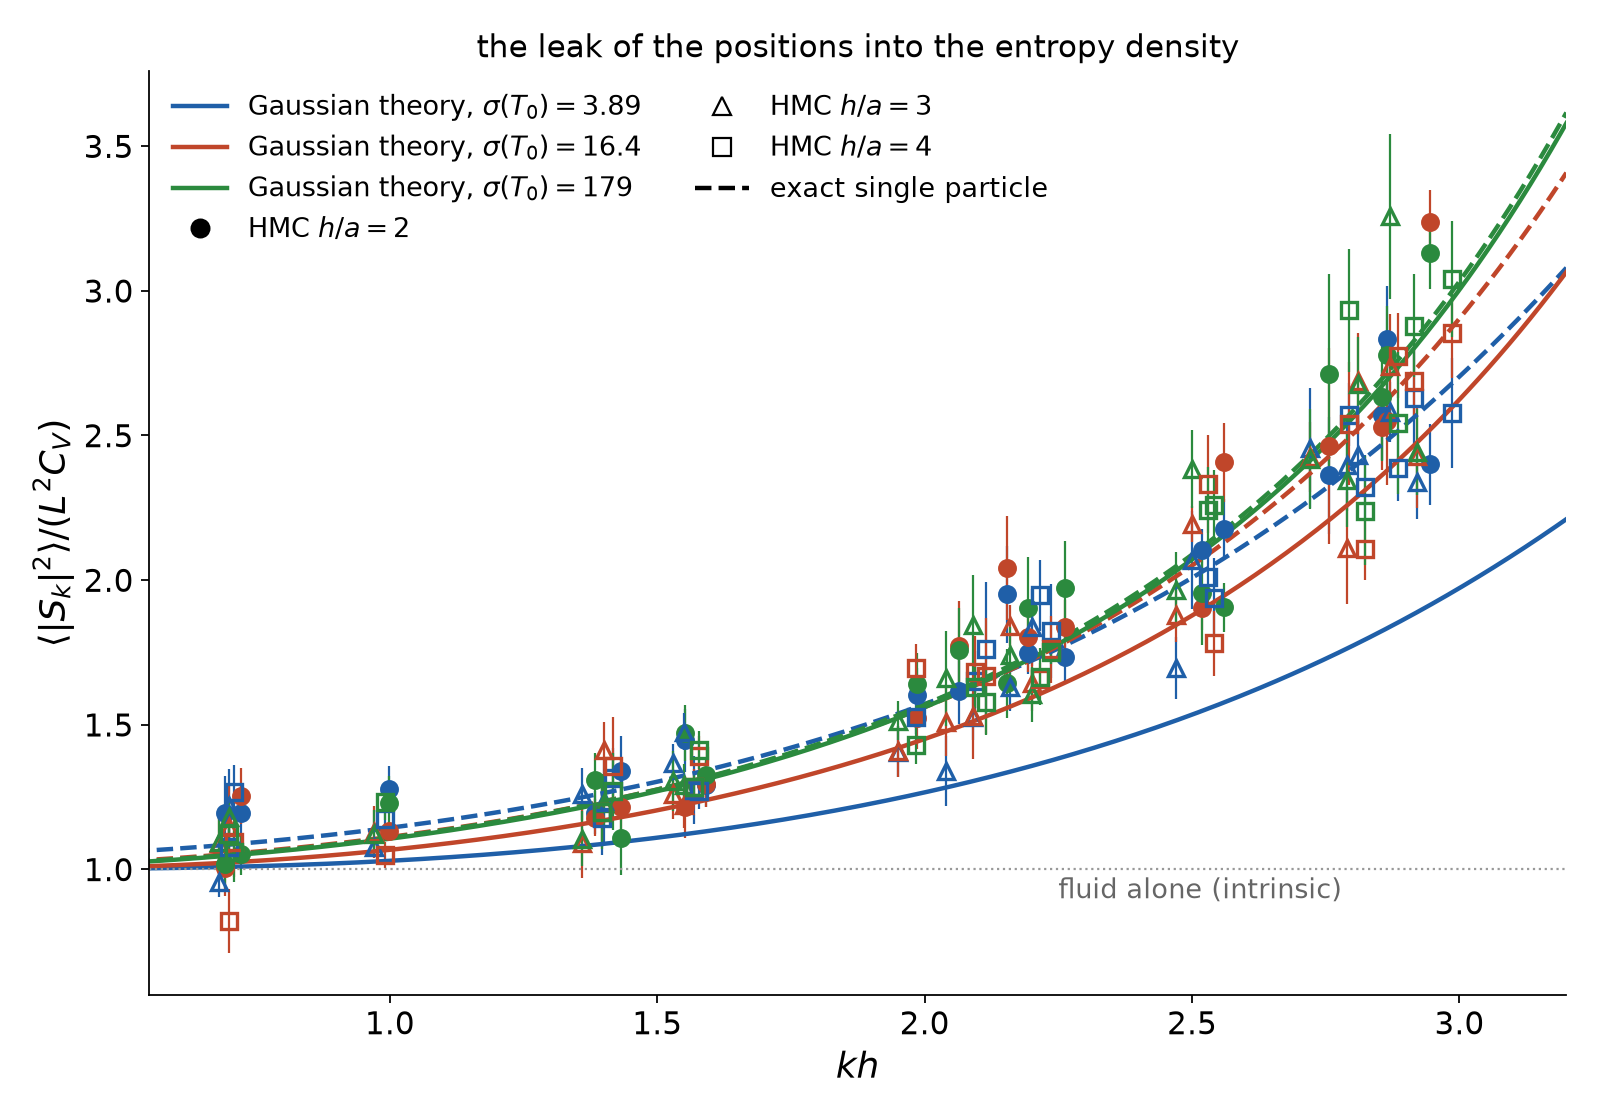 the leak of the positions into the entropy density
Gaussian theory, σ(T₀) = 3.89
Gaussian theory, σ(T₀) = 16.4
Gaussian theory, σ(T₀) = 179
HMC h/a = 2
HMC h/a = 3
HMC h/a = 4
exact single particle
⟨|Sₖ|²⟩/(L²C_V)
3.5
3.0
2.5
2.0
1.5
1.0
fluid alone (intrinsic)
1.0 1.5 2.0 2.5 3.0
kh